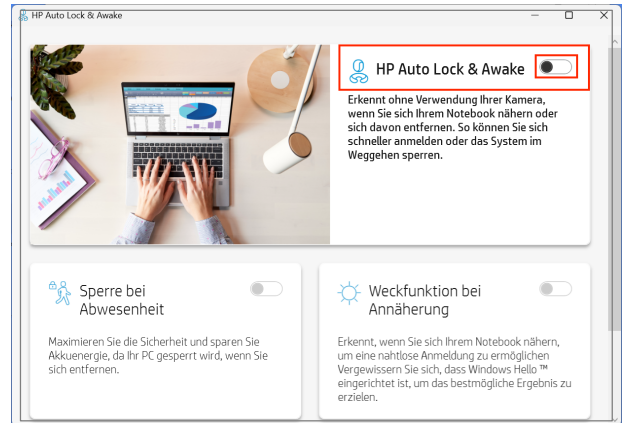 HP Auto Lock & Awake
HP Auto Lock & Awake
Erkennt ohne Verwendung Ihrer Kamera,
wenn Sie sich Ihrem Notebook nähern oder
sich davon entfernen. So können Sie sich
schneller anmelden oder das System im
Weggehen sperren.
Sperre bei
Abwesenheit
Maximieren Sie die Sicherheit und sparen Sie
Akkuenergie, da Ihr PC gesperrt wird, wenn Sie
sich entfernen.
Weckfunktion bei
Annäherung
Erkennt, wenn Sie sich Ihrem Notebook nähern,
um eine nahtlose Anmeldung zu ermöglichen
Vergewissern Sie sich, dass Windows Hello ™
eingerichtet ist, um das bestmögliche Ergebnis zu
erzielen.